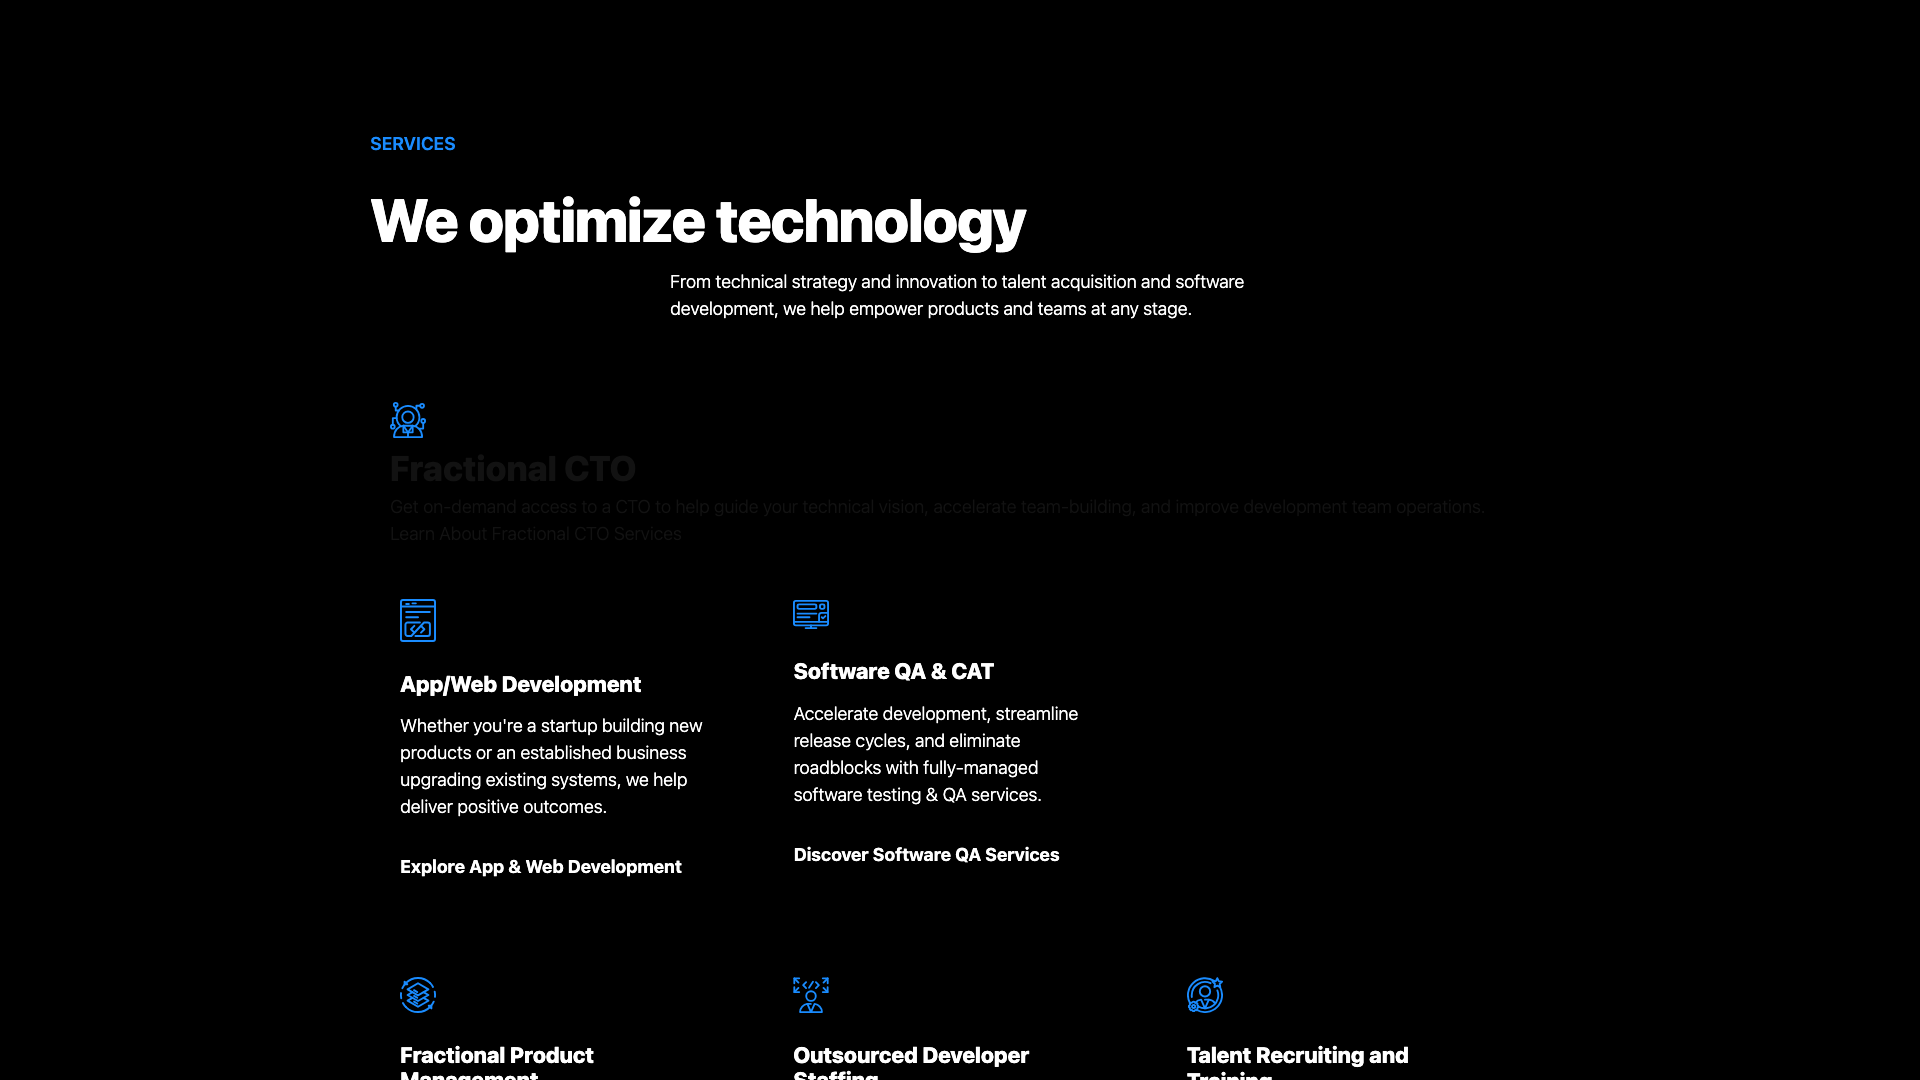 SERVICES
We optimize technology
From technical strategy and innovation to talent acquisition and software
development, we help empower products and teams at any stage.
Fractional CTO
Get on-demand access to a CTO to help guide your technical vision, accelerate team-building, and improve development team operations.
Learn About Fractional CTO Services
App/Web Development
Whether you're a startup building new
products or an established business
upgrading existing systems, we help
deliver positive outcomes.
Explore App & Web Development
Software QA & CAT
Accelerate development, streamline
release cycles, and eliminate
roadblocks with fully-managed
software testing & QA services.
Discover Software QA Services
Fractional Product
Management
Outsourced Developer
Staffing
Talent Recruiting and
Training